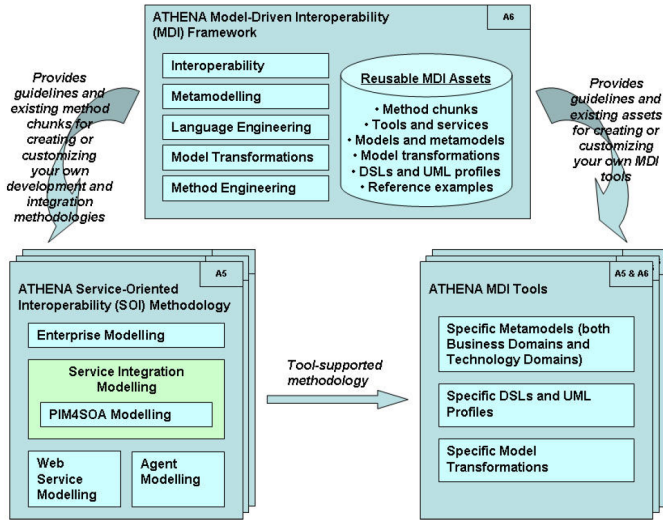 ATHENA Model-Driven Interoperability
(MDI) Framework
A6
Interoperability
Metamodelling
Language Engineering
Model Transformations
Method Engineering
Reusable MDI Assets
• Method chunks
• Tools and services
• Models and metamodels
• Model transformations
• DSLs and UML profiles
• Reference examples
Provides
guidelines and
existing method
chunks for
creating or
customizing
your own
development and
integration
methodologies
Provides
guidelines and
existing assets
for creating or
customizing
your own MDI
tools
A5
ATHENA Service-Oriented
Interoperability (SOI) Methodology
Enterprise Modelling
Service Integration
Modelling
PIM4SOA Modelling
Web
Service
Modelling
Agent
Modelling
Tool-supported
methodology
A5 & A6
ATHENA MDI Tools
Specific Metamodels (both
Business Domains and
Technology Domains)
Specific DSLs and UML
Profiles
Specific Model
Transformations